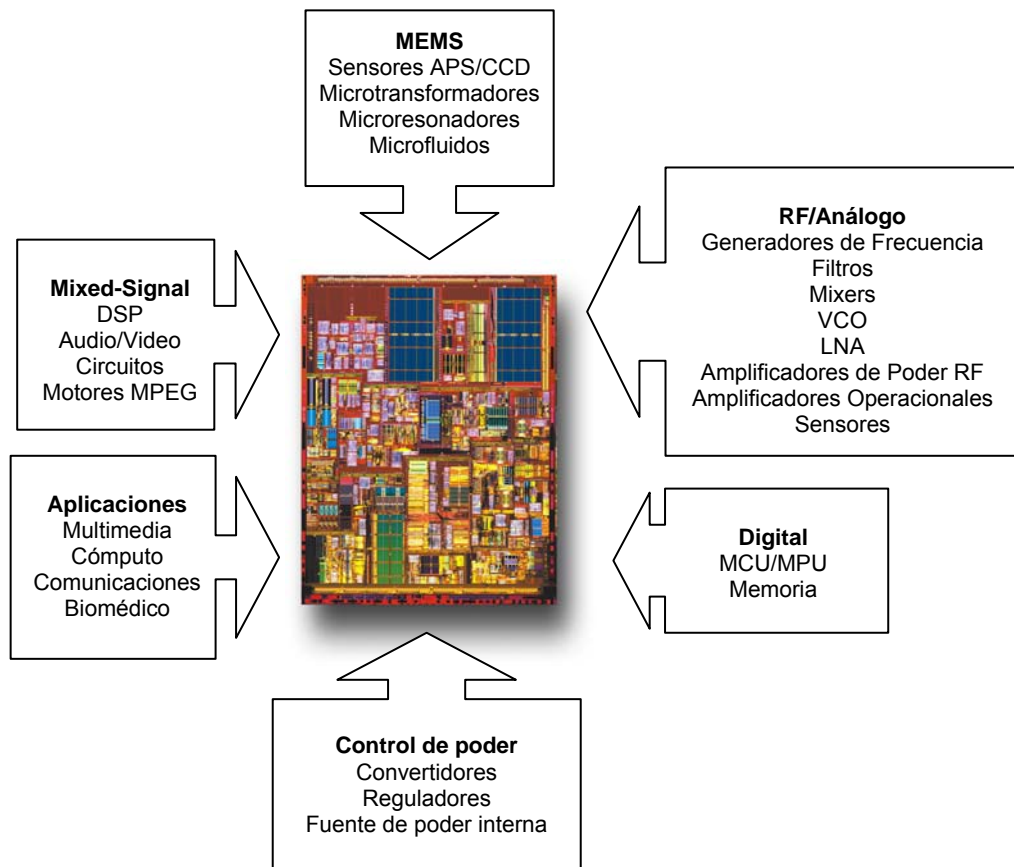 MEMS
Sensores APS/CCD
Microtransformadores
Microresonadores
Microfluidos
RF/Análogo
Generadores de Frecuencia
Filtros
Mixers
VCO
LNA
Amplificadores de Poder RF
Amplificadores Operacionales
Sensores
Mixed-Signal
DSP
Audio/Video
Circuitos
Motores MPEG
Aplicaciones
Multimedia
Cómputo
Comunicaciones
Biomédico
Digital
MCU/MPU
Memoria
Control de poder
Convertidores
Reguladores
Fuente de poder interna